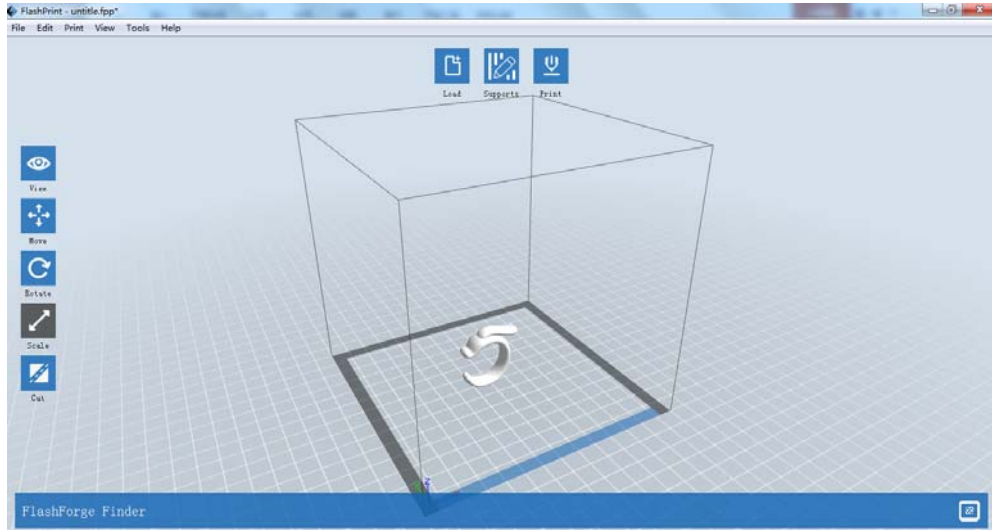 FlashPrint - untitle.fpp*
File Edit Print View Tools Help
Load Supports Print
View
Move
Rotate
Scale
Cut
5
Z
FlashForge Finder